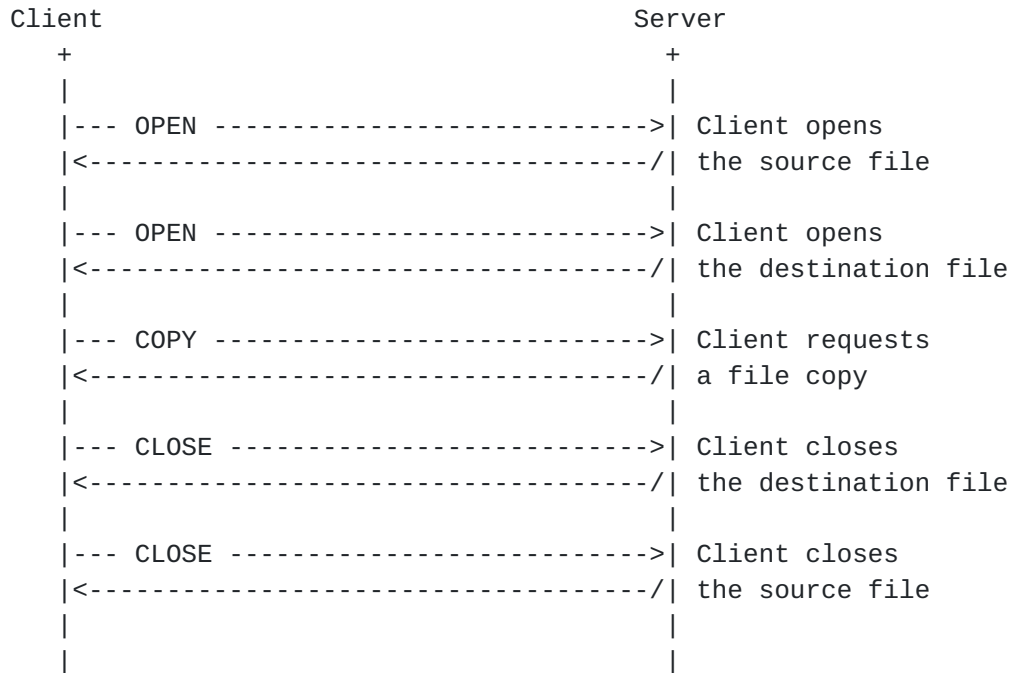 Client                                  Server
   +                                       +
   |                                       |
   |--- OPEN ---------------------------->| Client opens
   |<------------------------------------/| the source file
   |                                       |
   |--- OPEN ---------------------------->| Client opens
   |<------------------------------------/| the destination file
   |                                       |
   |--- COPY ---------------------------->| Client requests
   |<------------------------------------/| a file copy
   |                                       |
   |--- CLOSE --------------------------->| Client closes
   |<------------------------------------/| the destination file
   |                                       |
   |--- CLOSE --------------------------->| Client closes
   |<------------------------------------/| the source file
   |                                       |
   |                                       |